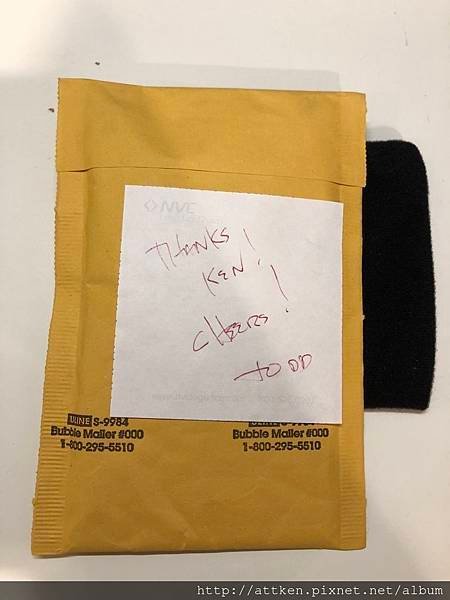 NVE
THANKS
KEN!
CHEERS!
TODD
ULINE S-9984
Bubble Mailer #000
1-800-295-5510
Bubble Mailer #000
1-800-295-5510
http://attken.pixnet.net/album